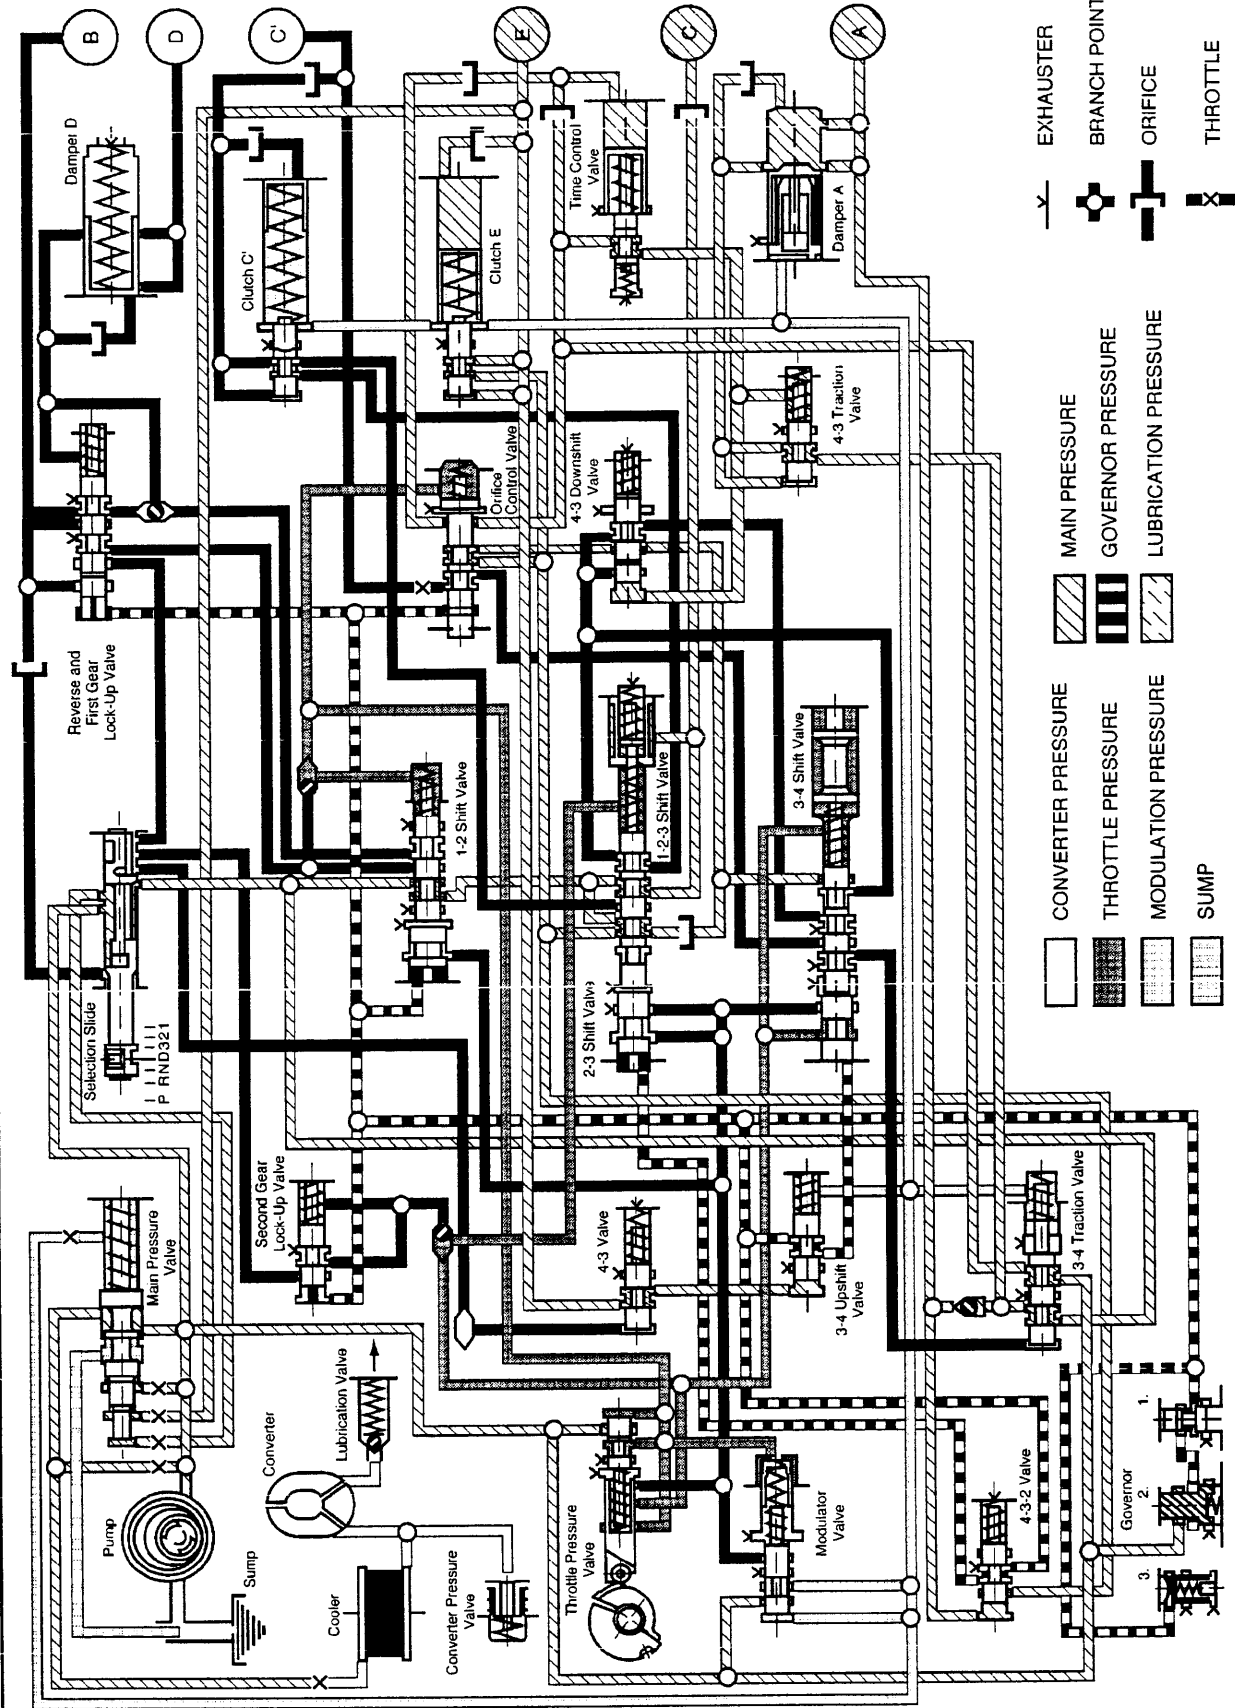 B
D
C'
E
C
A
Damper D
Clutch C'
Clutch E
Time Control
Valve
Damper A
4-3 Traction
Valve
Orifice
Control Valve
4-3 Downshift
Valve
Reverse and
First Gear
Lock-Up Valve
1-2 Shift Valve
1-2-3 Shift Valve
3-4 Shift Valve
2-3 Shift Valve
Selection Slide
P RND321
Main Pressure
Valve
Second Gear
Lock-Up Valve
4-3 Valve
3-4 Upshift
Valve
3-4 Traction Valve
Lubrication Valve
Converter
Pump
Sump
Cooler
Converter Pressure
Valve
Throttle Pressure
Valve
Modulator
Valve
4-3-2 Valve
Governor
1.
2.
3.
CONVERTER PRESSURE
THROTTLE PRESSURE
MODULATION PRESSURE
SUMP
MAIN PRESSURE
GOVERNOR PRESSURE
LUBRICATION PRESSURE
EXHAUSTER
BRANCH POINT
ORIFICE
THROTTLE